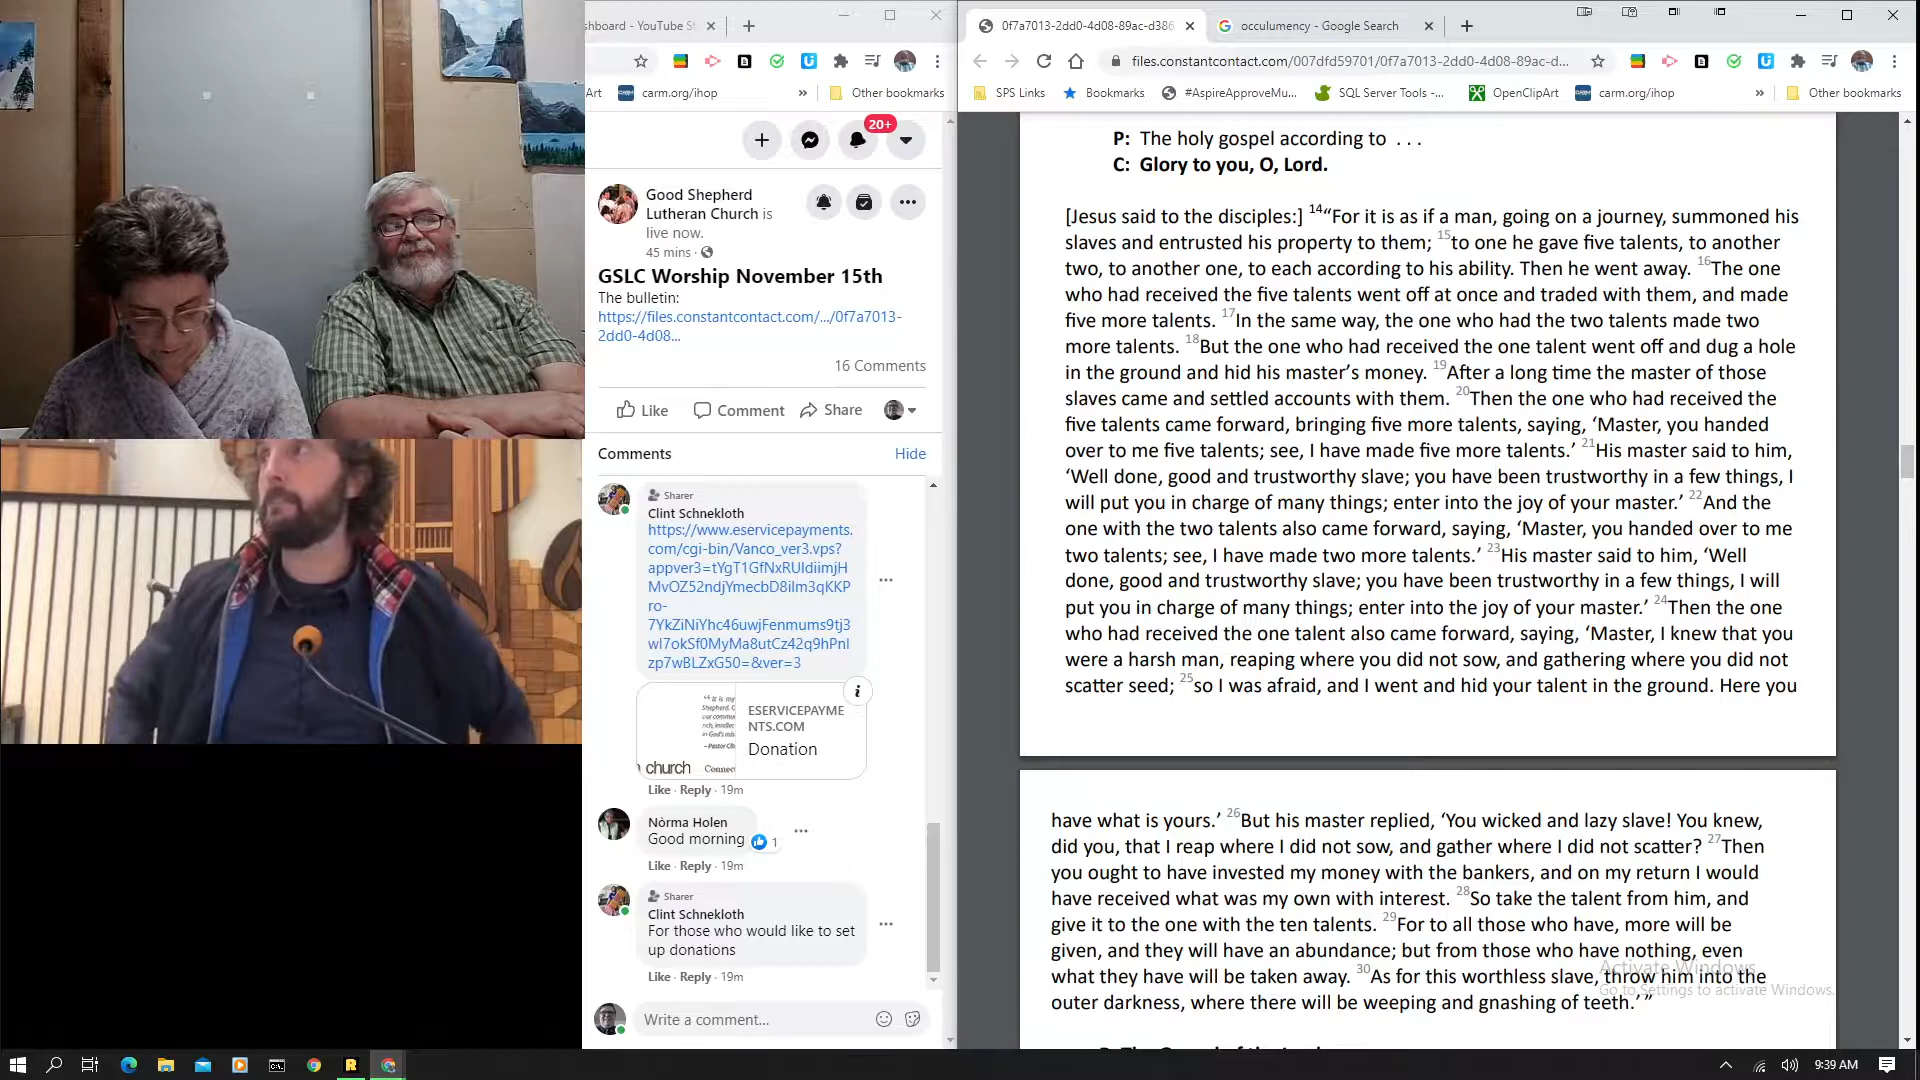 shboard - YouTube St
Art
carm.org/ihop
»
Other bookmarks
20+
Good Shepherd
Lutheran Church is
live now.
45 mins ·
GSLC Worship November 15th
The bulletin:
https://files.constantcontact.com/.../0f7a7013-
2dd0-4d08...
16 Comments
Like
Comment
Share
Comments
Hide
Sharer
Clint Schnekloth
https://www.eservicepayments.
com/cgi-bin/Vanco_ver3.vps?
ro-
zp7wBLZxG50=&ver=3
ESERVICEPAYME
NTS.COM
Donation
church
Like · Reply · 19m
Nòrma Holen
Good morning
1
Like · Reply · 19m
Sharer
Clint Schnekloth
For those who would like to set
up donations
Like · Reply · 19m
Write a comment...
0f7a7013-2dd0-4d08-89ac-d386
occulumency - Google Search
files.constantcontact.com/007dfd59701/0f7a7013-2dd0-4d08-89ac-d...
SPS Links
Bookmarks
#AspireApproveMu...
SQL Server Tools -...
OpenClipArt
carm.org/ihop
»
Other bookmarks
P: The holy gospel according to . . .
C: Glory to you, O, Lord.
[Jesus said to the disciples:] 14“For it is as if a man, going on a journey, summoned his
slaves and entrusted his property to them; 15to one he gave five talents, to another
two, to another one, to each according to his ability. Then he went away. 16The one
who had received the five talents went off at once and traded with them, and made
five more talents. 17In the same way, the one who had the two talents made two
more talents. 18But the one who had received the one talent went off and dug a hole
in the ground and hid his master’s money. 19After a long time the master of those
slaves came and settled accounts with them. 20Then the one who had received the
five talents came forward, bringing five more talents, saying, ‘Master, you handed
over to me five talents; see, I have made five more talents.’ 21His master said to him,
‘Well done, good and trustworthy slave; you have been trustworthy in a few things, I
will put you in charge of many things; enter into the joy of your master.’ 22And the
one with the two talents also came forward, saying, ‘Master, you handed over to me
two talents; see, I have made two more talents.’ 23His master said to him, ‘Well
done, good and trustworthy slave; you have been trustworthy in a few things, I will
put you in charge of many things; enter into the joy of your master.’ 24Then the one
who had received the one talent also came forward, saying, ‘Master, I knew that you
were a harsh man, reaping where you did not sow, and gathering where you did not
scatter seed; 25so I was afraid, and I went and hid your talent in the ground. Here you
have what is yours.’ 26But his master replied, ‘You wicked and lazy slave! You knew,
did you, that I reap where I did not sow, and gather where I did not scatter? 27Then
you ought to have invested my money with the bankers, and on my return I would
have received what was my own with interest. 28So take the talent from him, and
give it to the one with the ten talents. 29For to all those who have, more will be
given, and they will have an abundance; but from those who have nothing, even
what they have will be taken away. 30As for this worthless slave, throw him into the
outer darkness, where there will be weeping and gnashing of teeth.’ ”
Activate Windows
Go to Settings to activate Windows.
9:39 AM